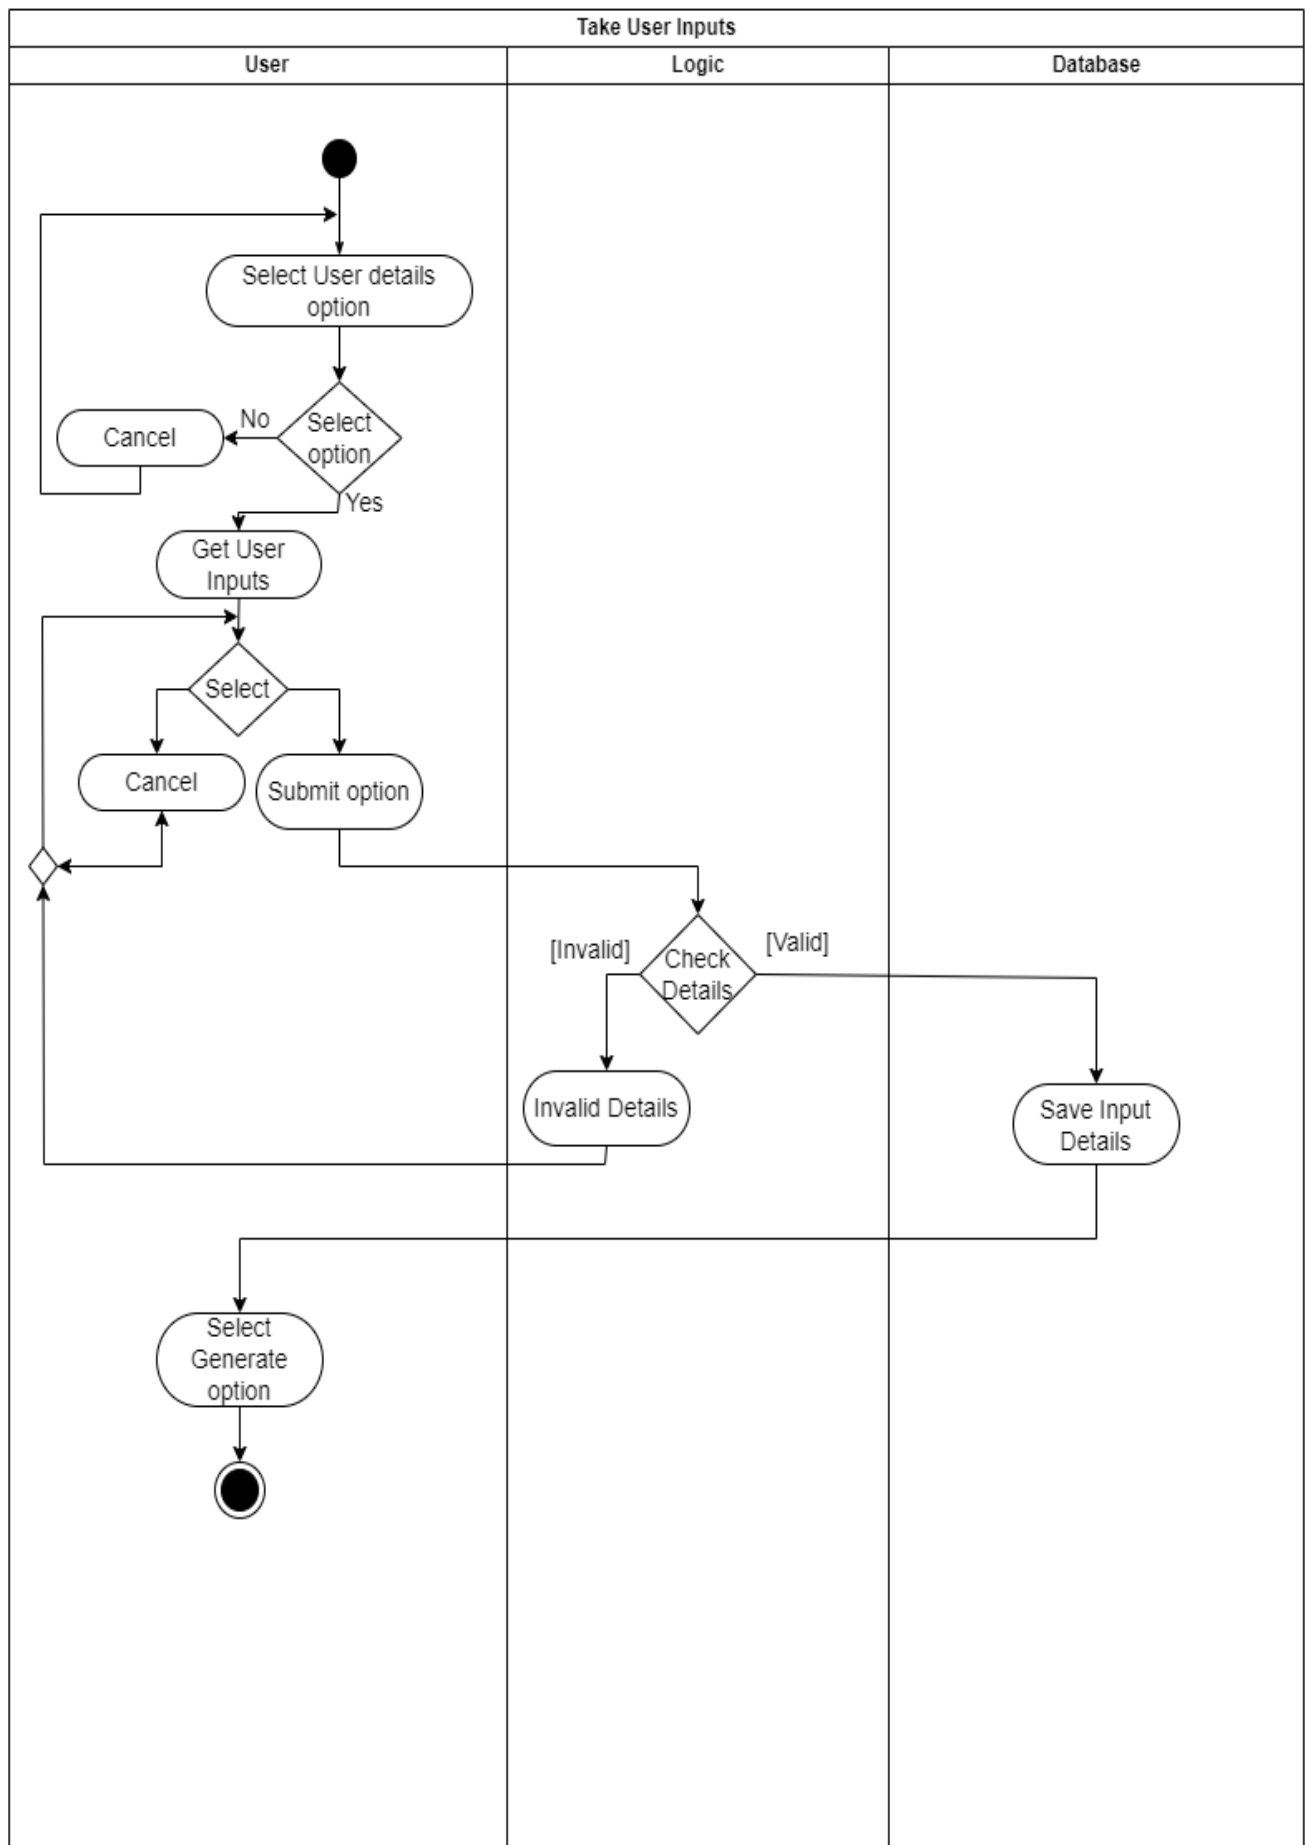 Take User Inputs
User
Logic
Database
Select User details
option
No
Cancel
Select
option
Yes
Get User
Inputs
Select
Cancel
Submit option
[Invalid]
[Valid]
Check
Details
Invalid Details
Save Input
Details
Select
Generate
option